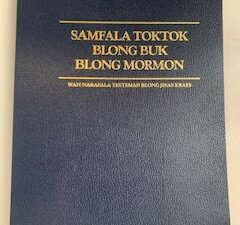 SAMFALA TOKTOK
BLONG BUK
BLONG MORMON
WAN NARAFALA TESTEMAN BLONG JISAS KRAES